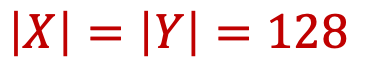 |X| = |Y| = 128